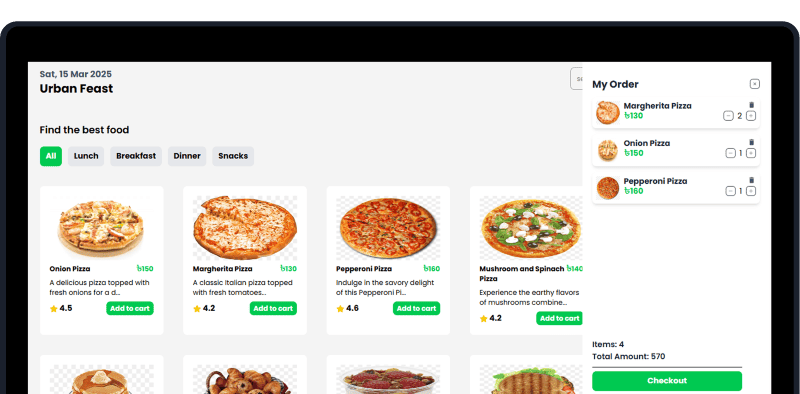 Sat, 15 Mar 2025
Urban Feast
Find the best food
All Lunch Breakfast Dinner Snacks
Onion Pizza ৳150
A delicious pizza topped with
fresh onions for a d...
4.5 Add to cart
Margherita Pizza ৳130
A classic Italian pizza topped
with fresh tomatoes...
4.2 Add to cart
Pepperoni Pizza ৳160
Indulge in the savory delight
of this Pepperoni Pi...
4.6 Add to cart
Mushroom and Spinach ৳140
Pizza
Experience the earthy flavors
of mushrooms combine...
4.2 Add to cart
My Order
Margherita Pizza
৳130 2
Onion Pizza
৳150 1
Pepperoni Pizza
৳160 1
Items: 4
Total Amount: 570
Checkout